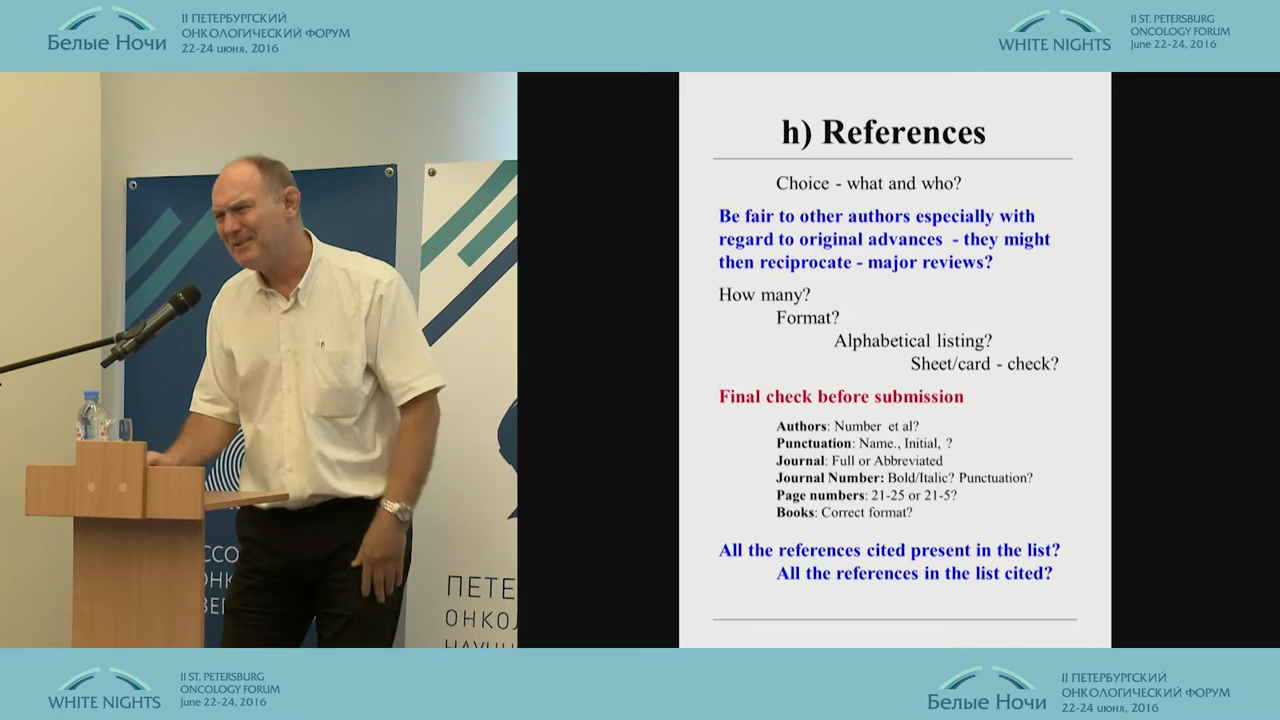 Белые Ночи
II ПЕТЕРБУРГСКИЙ
ОНКОЛОГИЧЕСКИЙ ФОРУМ
22-24 июня, 2016
WHITE NIGHTS
II ST. PETERSBURG
ONCOLOGY FORUM
June 22-24, 2016
h) References
Choice - what and who?
Be fair to other authors especially with
regard to original advances - they might
then reciprocate - major reviews?
How many?
Format?
Alphabetical listing?
Sheet/card - check?
Final check before submission
Authors: Number et al?
Punctuation: Name., Initial, ?
Journal: Full or Abbreviated
Journal Number: Bold/Italic? Punctuation?
Page numbers: 21-25 or 21-5?
Books: Correct format?
All the references cited present in the list?
All the references in the list cited?
ПЕТЕ
ОНКОЛ
WHITE NIGHTS
II ST. PETERSBURG
ONCOLOGY FORUM
June 22-24, 2016
Белые Ночи
II ПЕТЕРБУРГСКИЙ
ОНКОЛОГИЧЕСКИЙ ФОРУМ
22-24 июня, 2016